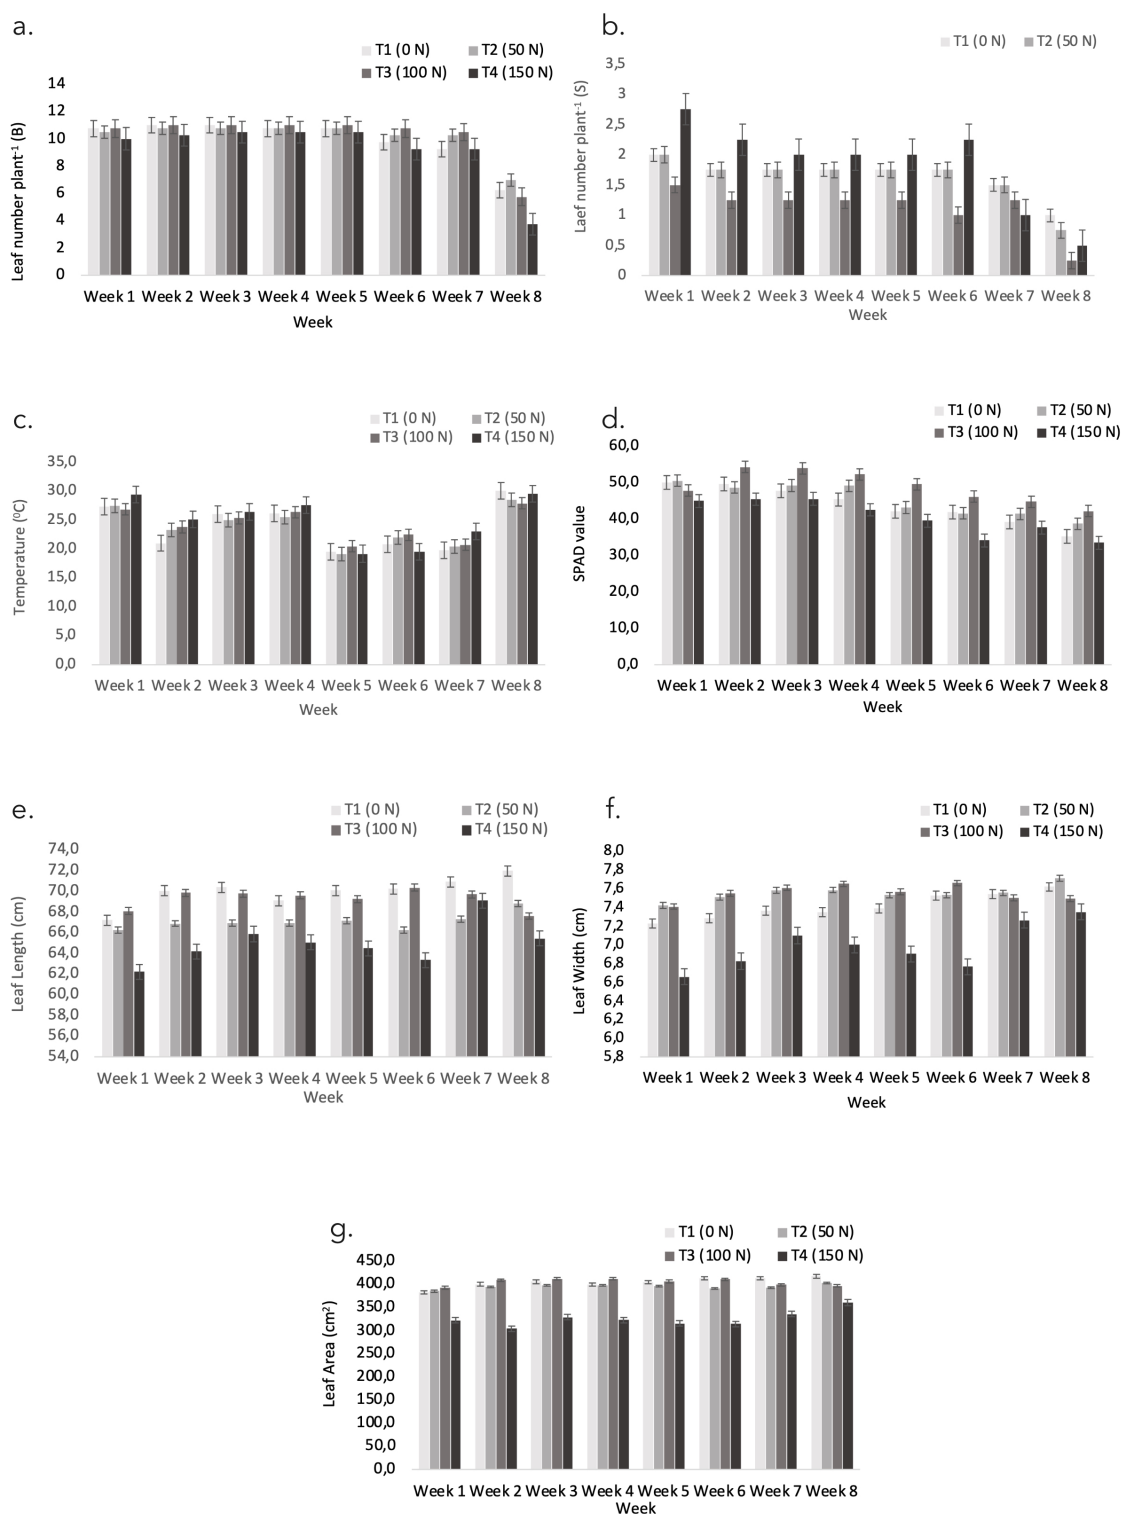 a.
T1 (0 N) T2 (50 N)
T3 (100 N) T4 (150 N)
Leaf number plant⁻¹ (B)
14
12
10
8
6
4
2
0
Week 1 Week 2 Week 3 Week 4 Week 5 Week 6 Week 7 Week 8
Week
b.
T1 (0 N) T2 (50 N)
Laef number plant⁻¹ (S)
3,5
3
2,5
2
1,5
1
0,5
0
Week 1 Week 2 Week 3 Week 4 Week 5 Week 6 Week 7 Week 8
Week
c.
T1 (0 N) T2 (50 N)
T3 (100 N) T4 (150 N)
Temperature (⁰C)
35,0
30,0
25,0
20,0
15,0
10,0
5,0
0,0
Week 1 Week 2 Week 3 Week 4 Week 5 Week 6 Week 7 Week 8
Week
d.
T1 (0 N) T2 (50 N)
T3 (100 N) T4 (150 N)
SPAD value
60,0
50,0
40,0
30,0
20,0
10,0
0,0
Week 1 Week 2 Week 3 Week 4 Week 5 Week 6 Week 7 Week 8
Week
e.
T1 (0 N) T2 (50 N)
T3 (100 N) T4 (150 N)
Leaf Length (cm)
74,0
72,0
70,0
68,0
66,0
64,0
62,0
60,0
58,0
56,0
54,0
Week 1 Week 2 Week 3 Week 4 Week 5 Week 6 Week 7 Week 8
Week
f.
T1 (0 N) T2 (50 N)
T3 (100 N) T4 (150 N)
Leaf Width (cm)
8,0
7,8
7,6
7,4
7,2
7,0
6,8
6,6
6,4
6,2
6,0
5,8
Week 1 Week 2 Week 3 Week 4 Week 5 Week 6 Week 7 Week 8
Week
g.
T1 (0 N) T2 (50 N)
T3 (100 N) T4 (150 N)
Leaf Area (cm²)
450,0
400,0
350,0
300,0
250,0
200,0
150,0
100,0
50,0
0,0
Week 1 Week 2 Week 3 Week 4 Week 5 Week 6 Week 7 Week 8
Week